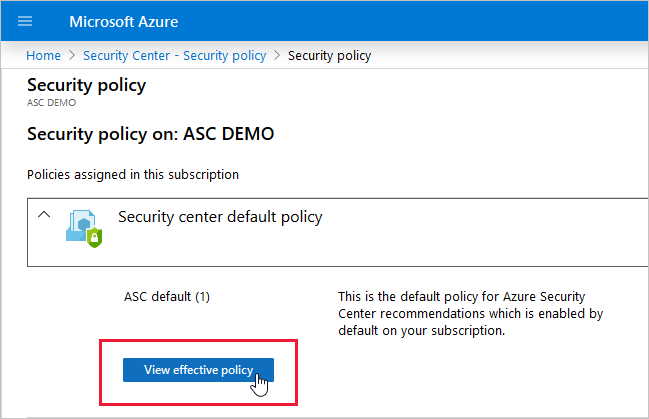 Microsoft Azure
Home > Security Center - Security policy > Security policy
Security policy
ASC DEMO
Security policy on: ASC DEMO
Policies assigned in this subscription
Security center default policy
ASC default (1)
This is the default policy for Azure Security
Center recommendations which is enabled by
default on your subscription.
View effective policy